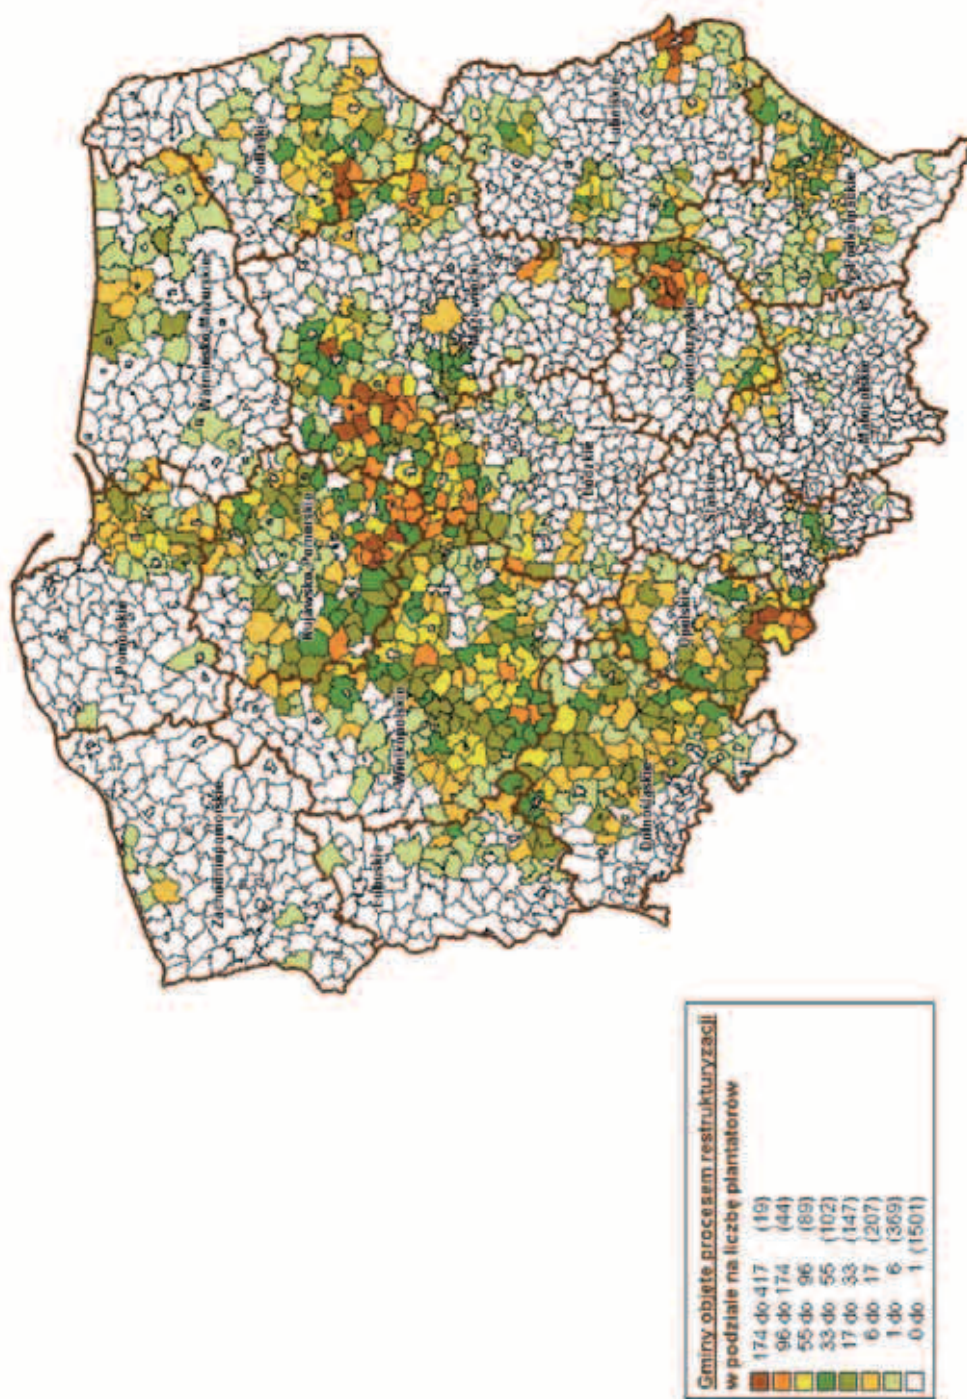 Zachodniopomorskie
Pomorskie
Warmińsko-Mazurskie
Podlaskie
Kujawsko-Pomorskie
Mazowieckie
Lubuskie
Wielkopolskie
Łódzkie
Lubelskie
Dolnośląskie
Opolskie
Śląskie
Świętokrzyskie
Małopolskie
Podkarpackie
Gminy objęte procesem restrukturyzacji
w podziale na liczbę plantatorów
174 do 417 (19)
96 do 174 (44)
55 do 96 (89)
33 do 55 (102)
17 do 33 (147)
6 do 17 (207)
1 do 6 (369)
0 do 1 (1501)